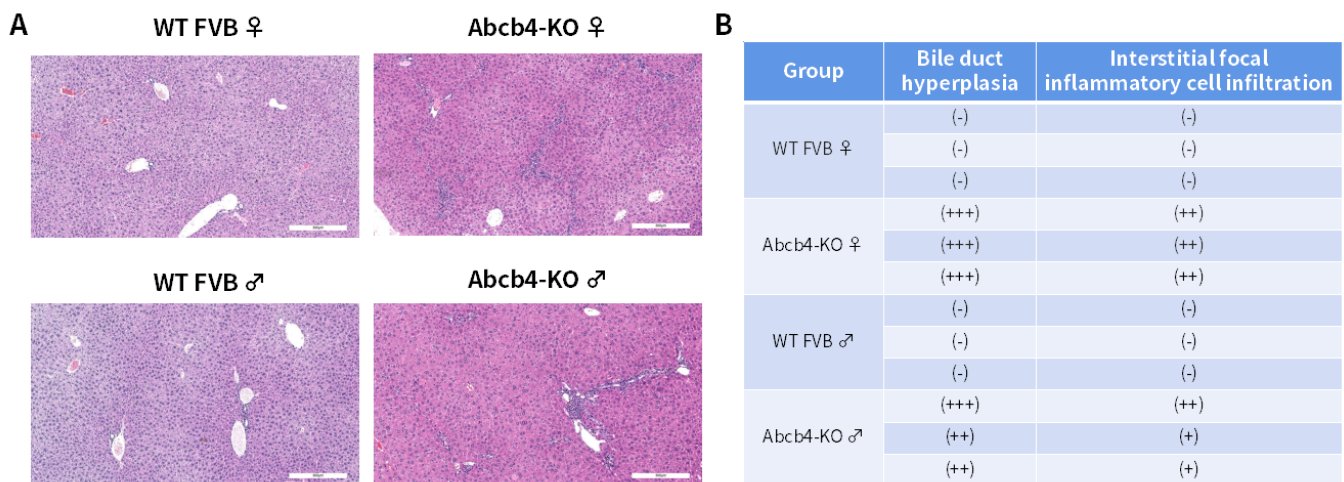 A
WT FVB ♀
Abcb4-KO ♀
WT FVB ♂
Abcb4-KO ♂
B
Group
Bile duct
hyperplasia
Interstitial focal
inflammatory cell infiltration
WT FVB ♀
(-) (-)
(-) (-)
(-) (-)
Abcb4-KO ♀
(+++) (++)
(+++) (++)
(+++) (++)
WT FVB ♂
(-) (-)
(-) (-)
(-) (-)
Abcb4-KO ♂
(+++) (++)
(++) (+)
(++) (+)